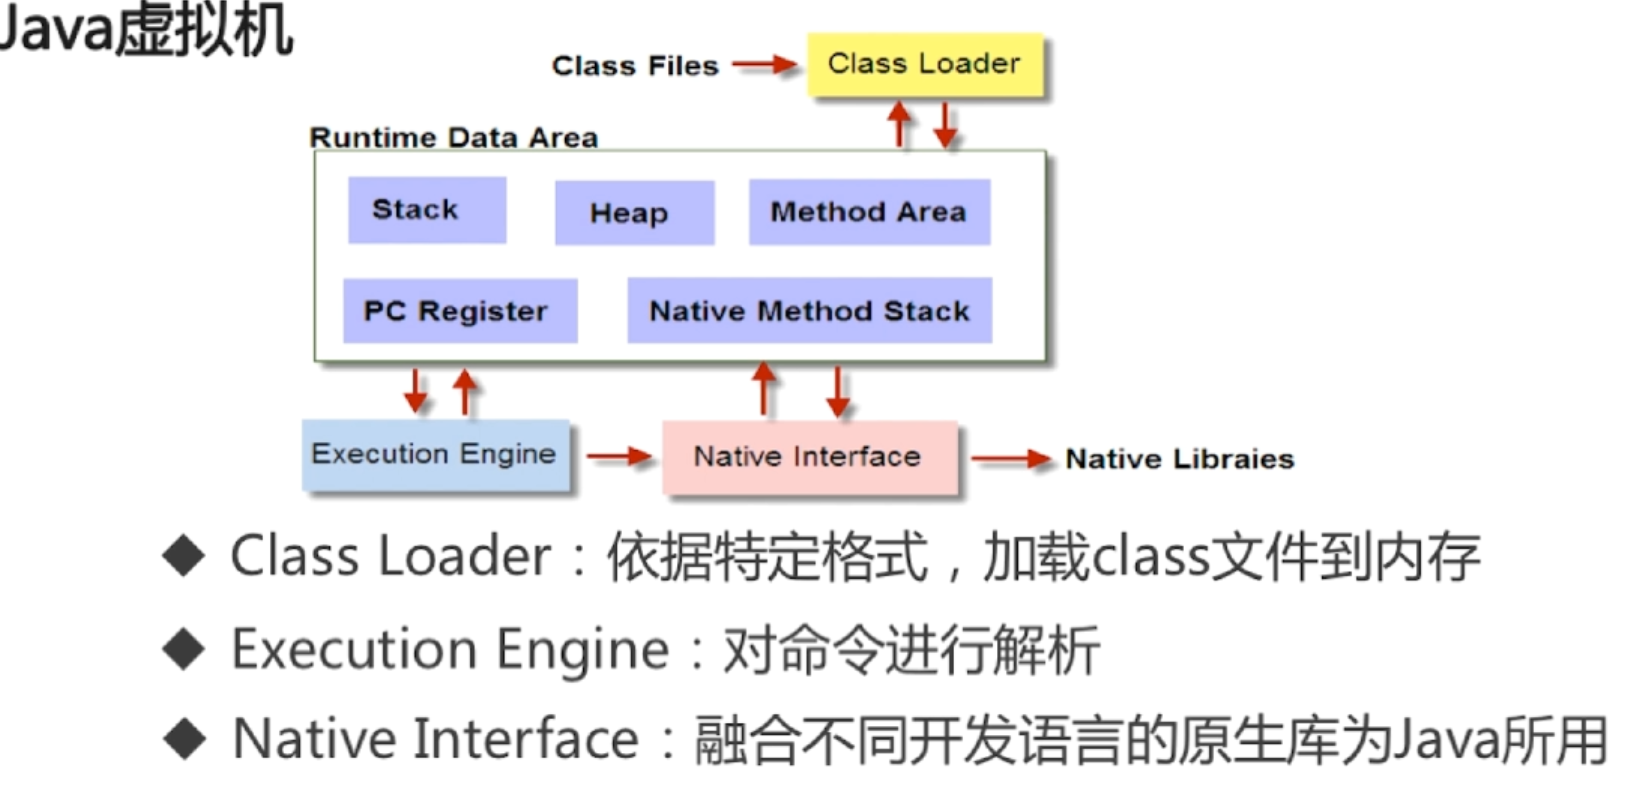 Java虚拟机
Class Files
Class Loader
Runtime Data Area
Stack
Heap
Method Area
PC Register
Native Method Stack
Execution Engine
Native Interface
Native Libraies
Class Loader：依据特定格式，加载class文件到内存
Execution Engine：对命令进行解析
Native Interface：融合不同开发语言的原生库为Java所用